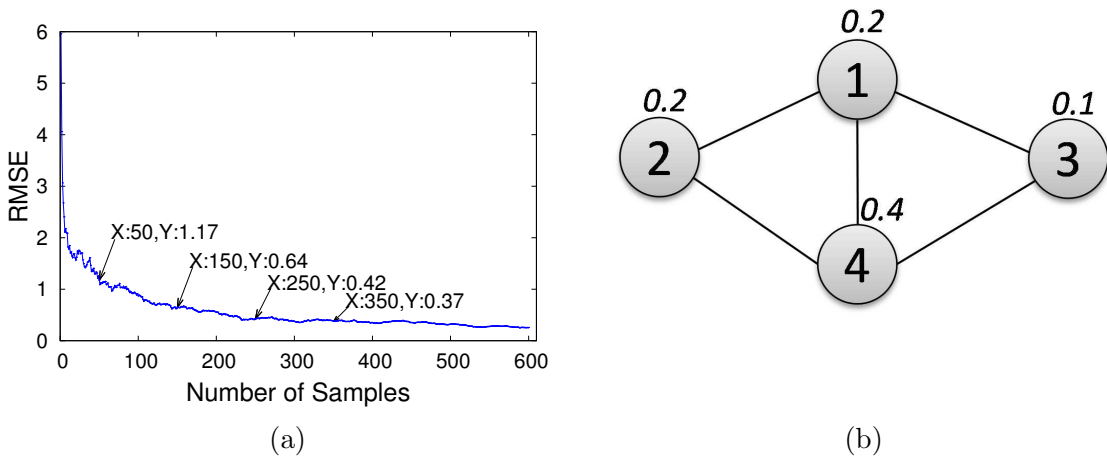 RMSE
6
5
4
3
2
1
0
X:50,Y:1.17
X:150,Y:0.64
X:250,Y:0.42
X:350,Y:0.37
0 100 200 300 400 500 600
Number of Samples
(a)
0.2
1
0.2
2
0.1
3
0.4
4
(b)